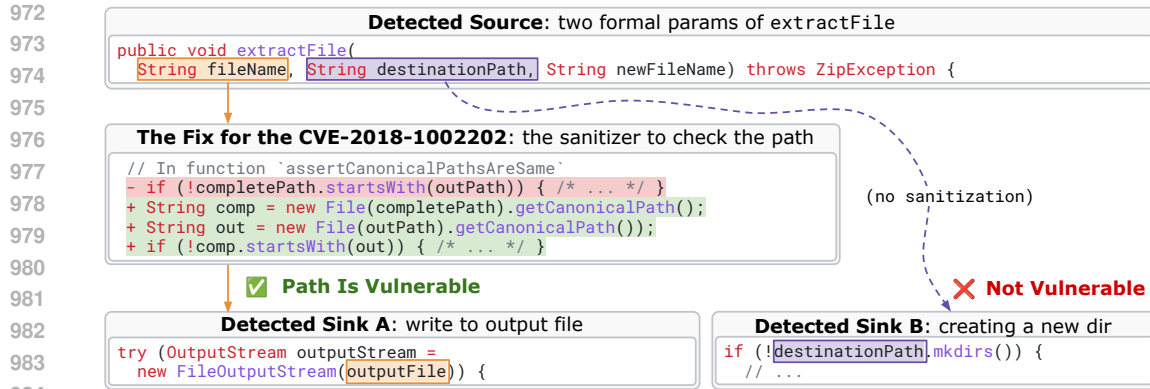 972
973
974
975
976
977
978
979
980
981
982
983
Detected Source: two formal params of extractFile
public void extractFile(
String fileName, String destinationPath, String newFileName) throws ZipException {
The Fix for the CVE-2018-1002202: the sanitizer to check the path
// In function `assertCanonicalPathsAreSame`
- if (!completePath.startsWith(outPath)) { /* ... */ }
+ String comp = new File(completePath).getCanonicalPath();
+ String out = new File(outPath).getCanonicalPath());
+ if (!comp.startsWith(out)) { /* ... */ }
(no sanitization)
✅ Path Is Vulnerable
❌ Not Vulnerable
Detected Sink A: write to output file
try (OutputStream outputStream =
new FileOutputStream(outputFile)) {
Detected Sink B: creating a new dir
if (!destinationPath.mkdirs()) {
// ...